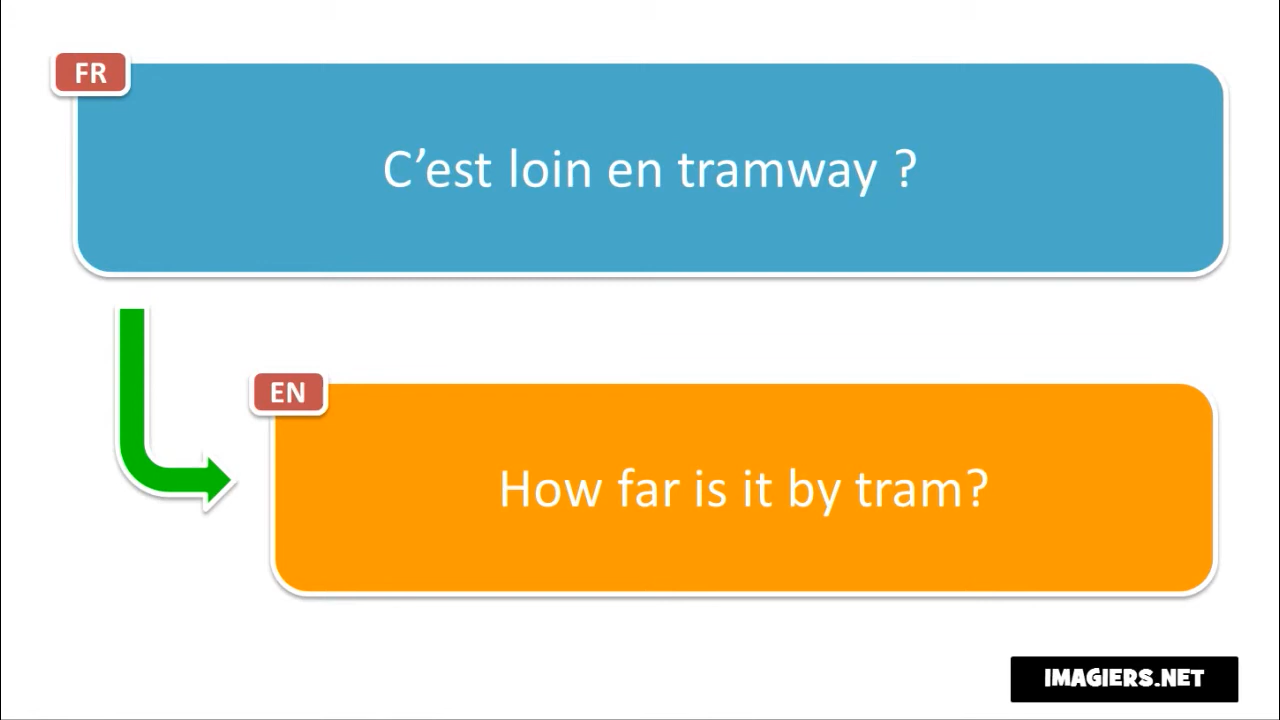 FR
C’est loin en tramway ?
EN
How far is it by tram?
IMAGIERS.NET